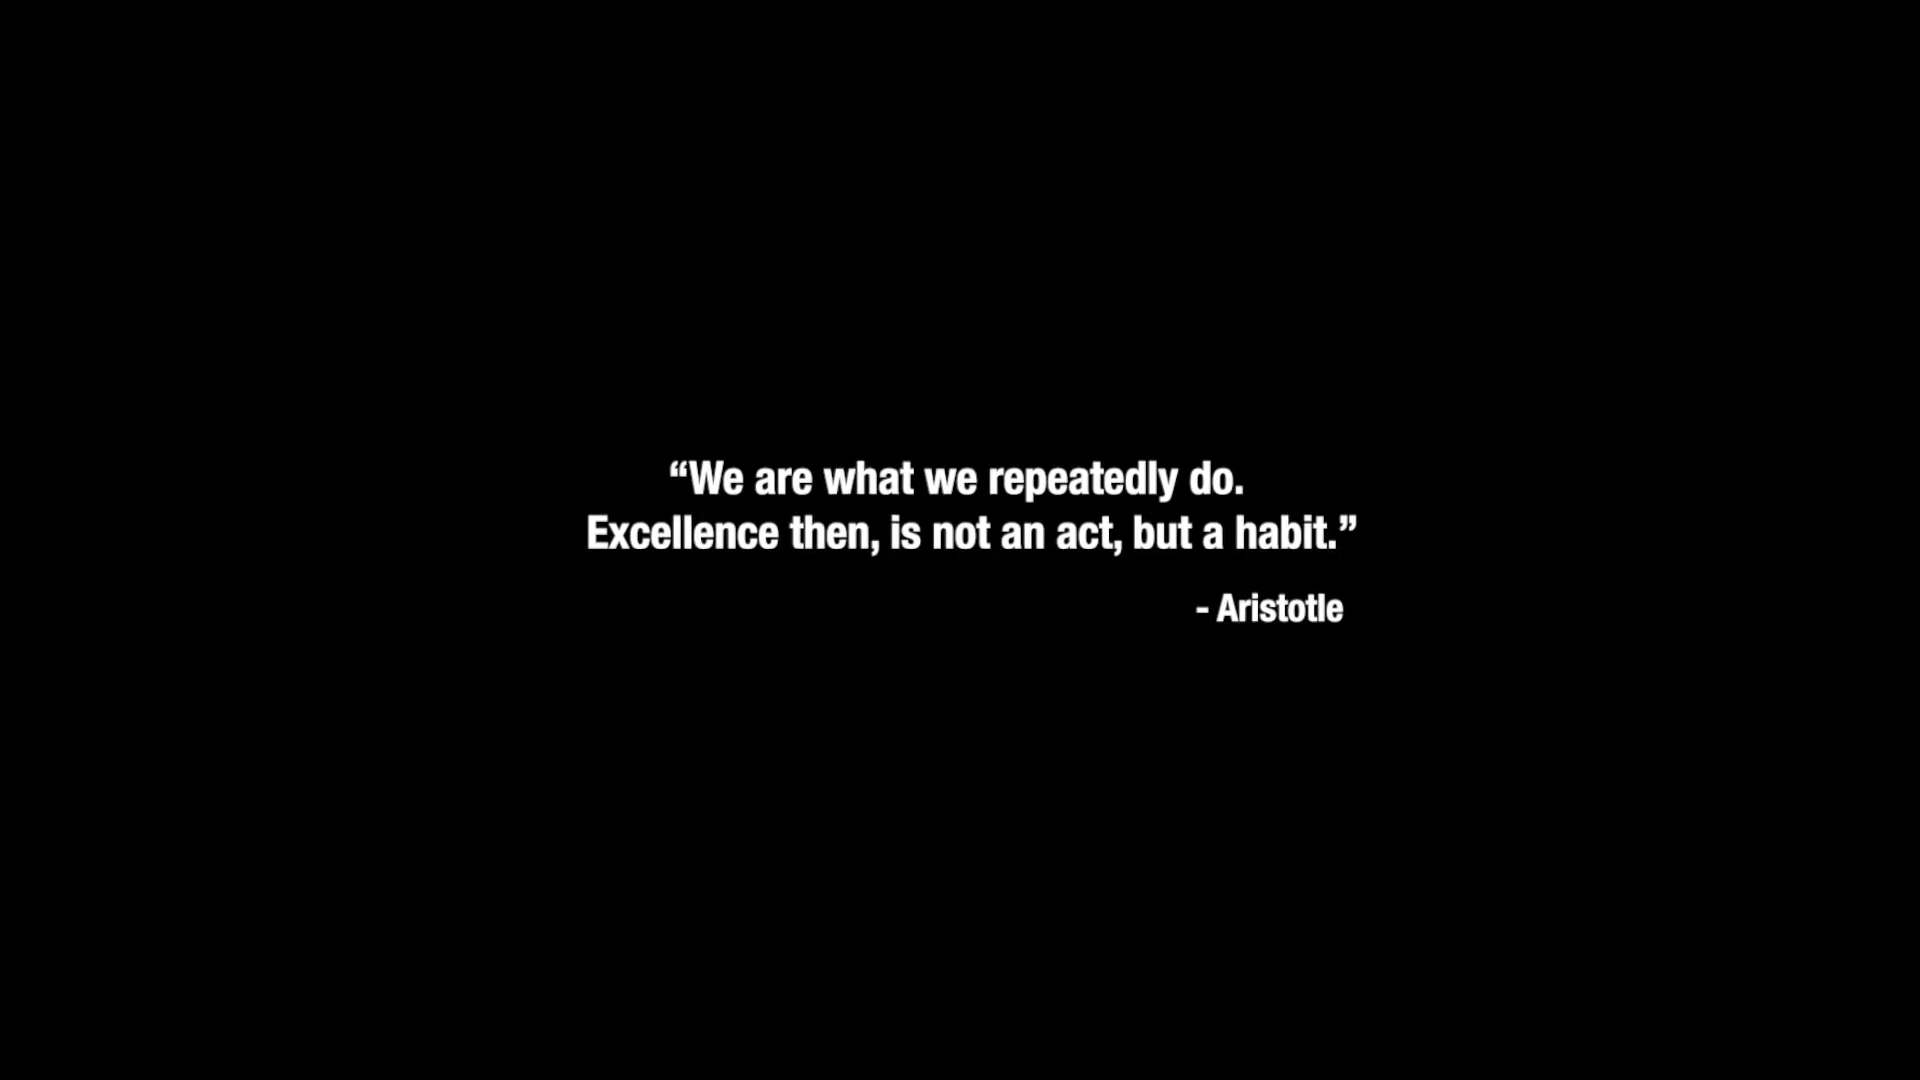 “We are what we repeatedly do.
Excellence then, is not an act, but a habit.”
- Aristotle